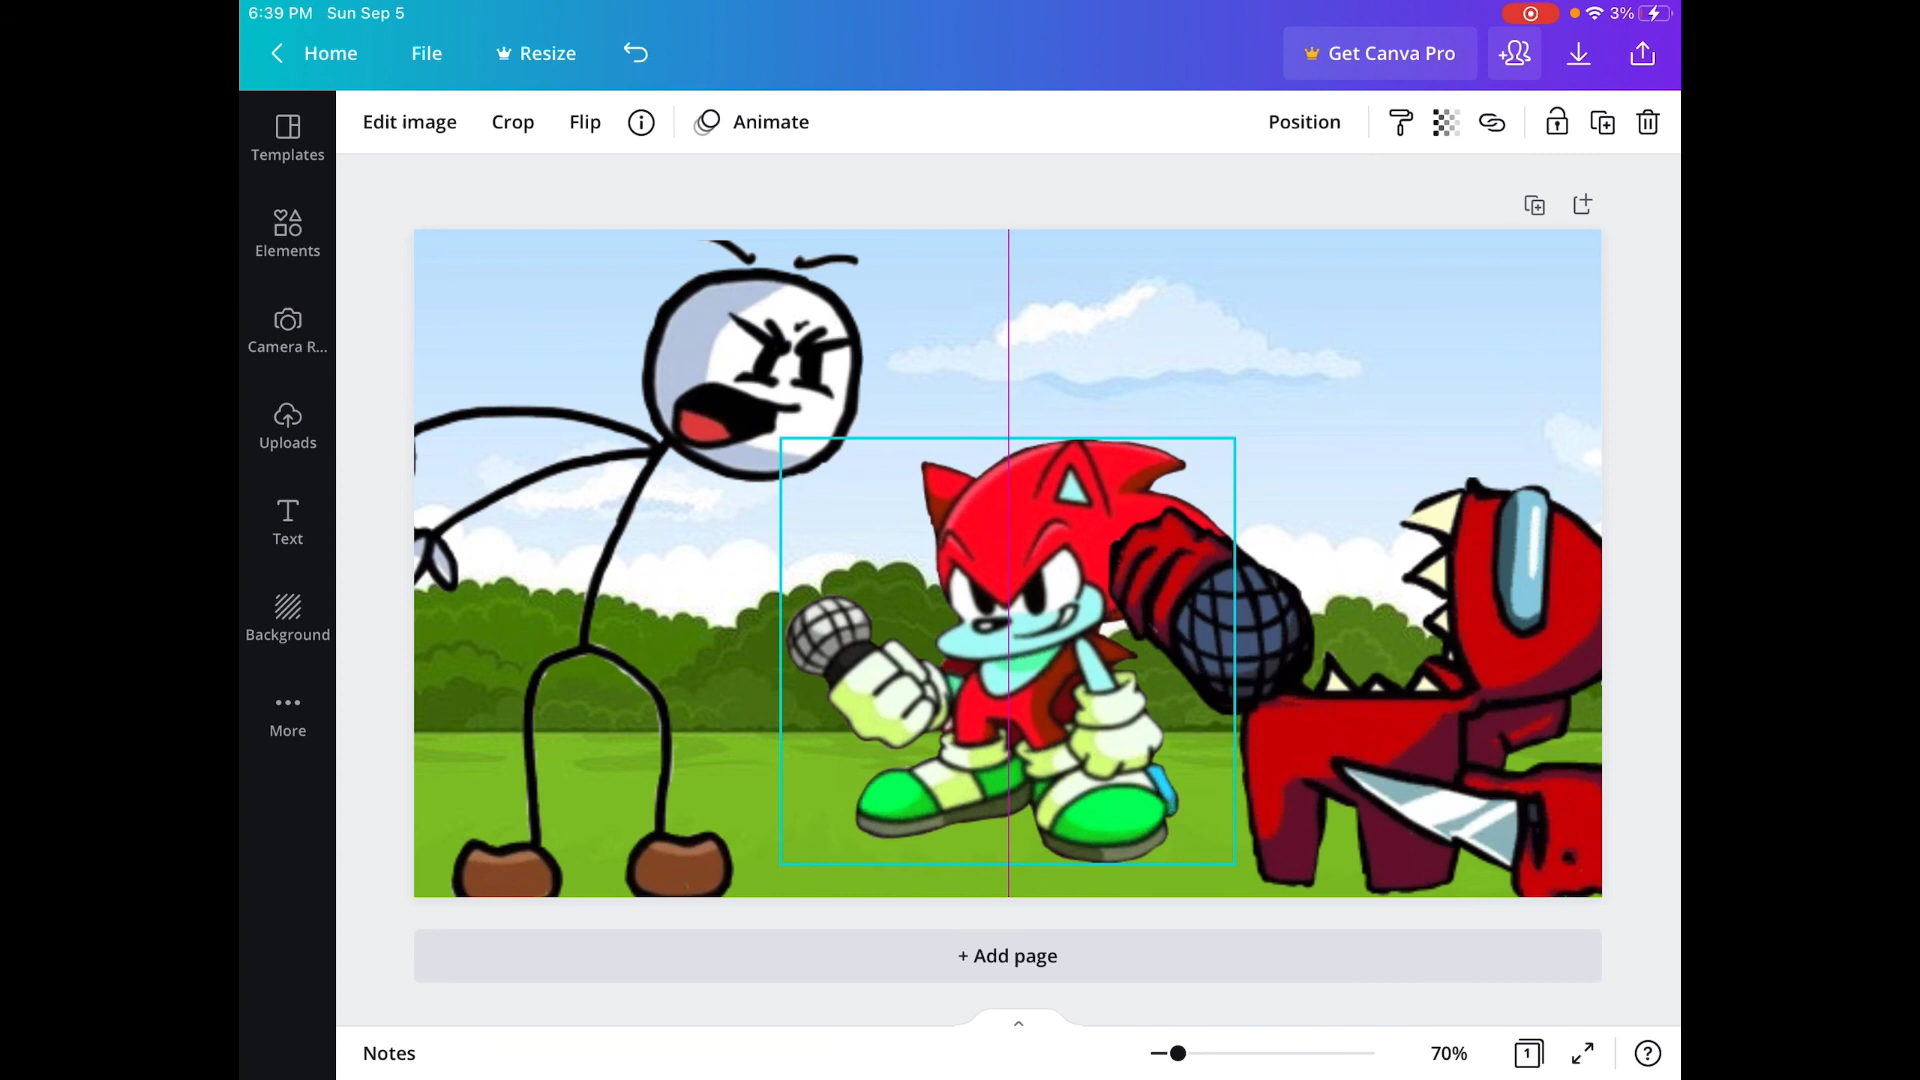 6:39 PM Sun Sep 5 3%
Home File Resize Get Canva Pro
Edit image Crop Flip Animate Position
Templates
Elements
Camera R...
Uploads
Text
Background
More
+ Add page
Notes 70% 1 ?